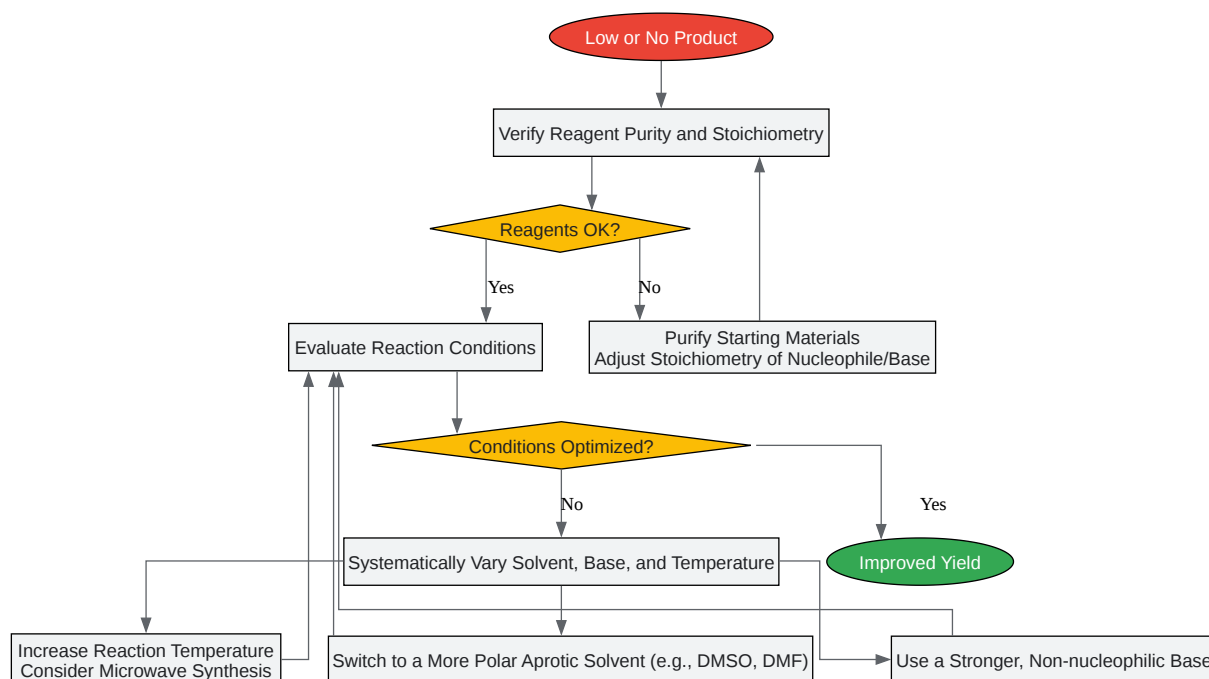 Low or No Product
Verify Reagent Purity and Stoichiometry
Reagents OK?
Yes
No
Evaluate Reaction Conditions
Purify Starting Materials
Adjust Stoichiometry of Nucleophile/Base
Conditions Optimized?
No
Yes
Systematically Vary Solvent, Base, and Temperature
Improved Yield
Increase Reaction Temperature
Consider Microwave Synthesis
Switch to a More Polar Aprotic Solvent (e.g., DMSO, DMF)
Use a Stronger, Non-nucleophilic Base